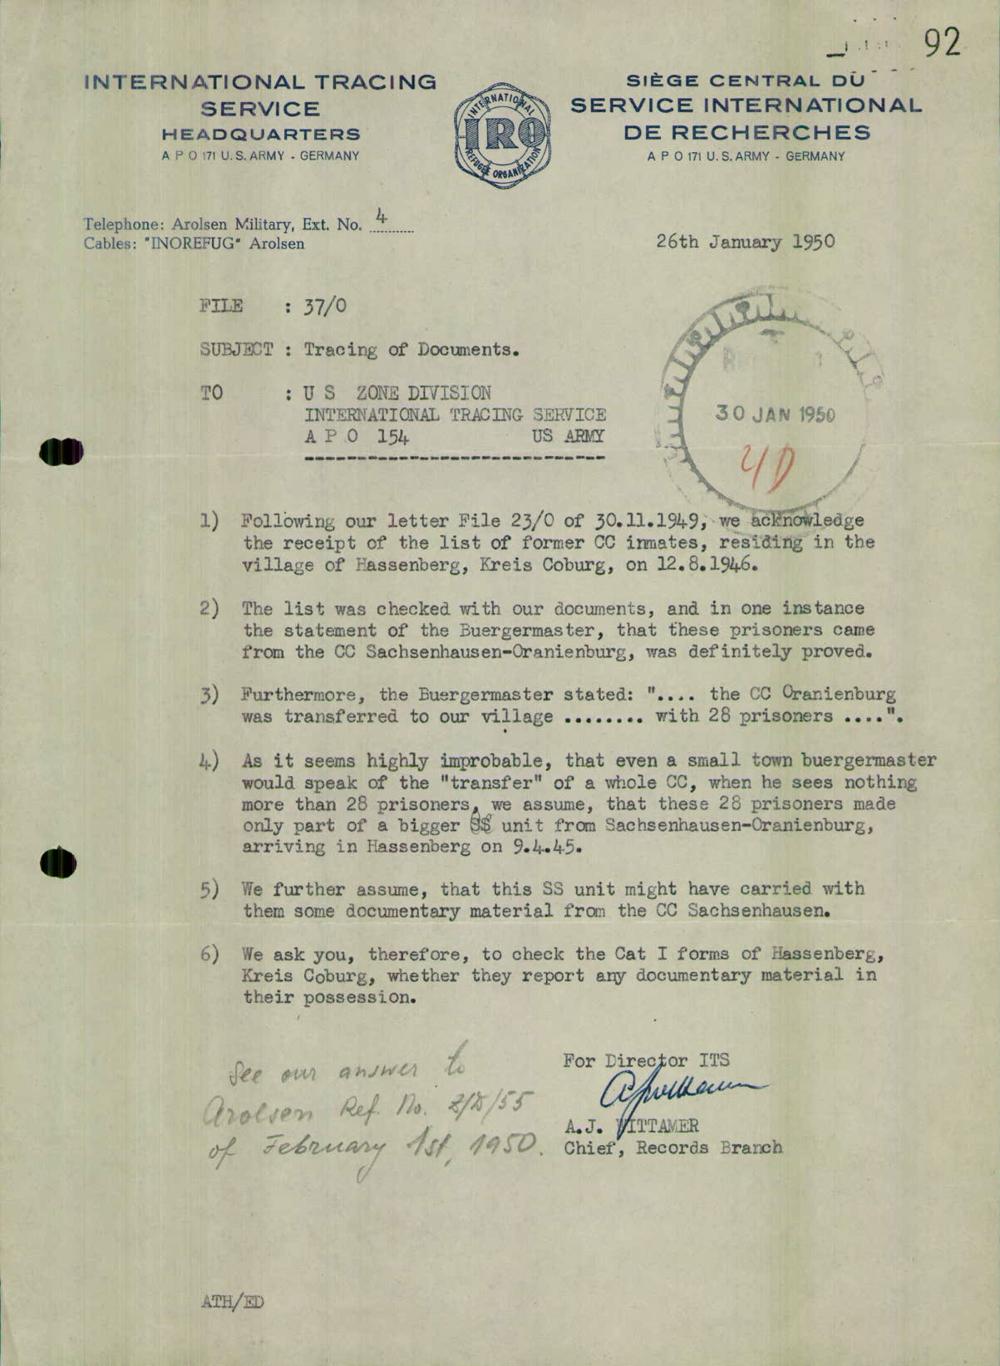 92
INTERNATIONAL TRACING
SERVICE
HEADQUARTERS
A P O 171 U. S. ARMY - GERMANY
INTERNATIONAL
IRO
REFUGEE ORGANIZATION
SIÈGE CENTRAL DU
SERVICE INTERNATIONAL
DE RECHERCHES
A P O 171 U. S. ARMY - GERMANY
Telephone: Arolsen Military, Ext. No. 4
Cables: "INOREFUG" Arolsen
26th January 1950
FILE : 37/0
SUBJECT : Tracing of Documents.
TO : U S ZONE DIVISION
INTERNATIONAL TRACING SERVICE
A P O 154 US ARMY
30 JAN 1950
1) Following our letter File 23/0 of 30.11.1949, we acknowledge
the receipt of the list of former CC inmates, residing in the
village of Hassenberg, Kreis Coburg, on 12.8.1946.
2) The list was checked with our documents, and in one instance
the statement of the Buergermaster, that these prisoners came
from the CC Sachsenhausen-Oranienburg, was definitely proved.
3) Furthermore, the Buergermaster stated: ".... the CC Oranienburg
was transferred to our village ........ with 28 prisoners ....".
4) As it seems highly improbable, that even a small town buergermaster
would speak of the "transfer" of a whole CC, when he sees nothing
more than 28 prisoners, we assume, that these 28 prisoners made
only part of a bigger SS unit from Sachsenhausen-Oranienburg,
arriving in Hassenberg on 9.4.45.
5) We further assume, that this SS unit might have carried with
them some documentary material from the CC Sachsenhausen.
6) We ask you, therefore, to check the Cat I forms of Hassenberg,
Kreis Coburg, whether they report any documentary material in
their possession.
For Director ITS
A.J. WITTAMER
Chief, Records Branch
See our answer to
Arolsen Ref. No.
of February 1st, 1950.
ATH/ED